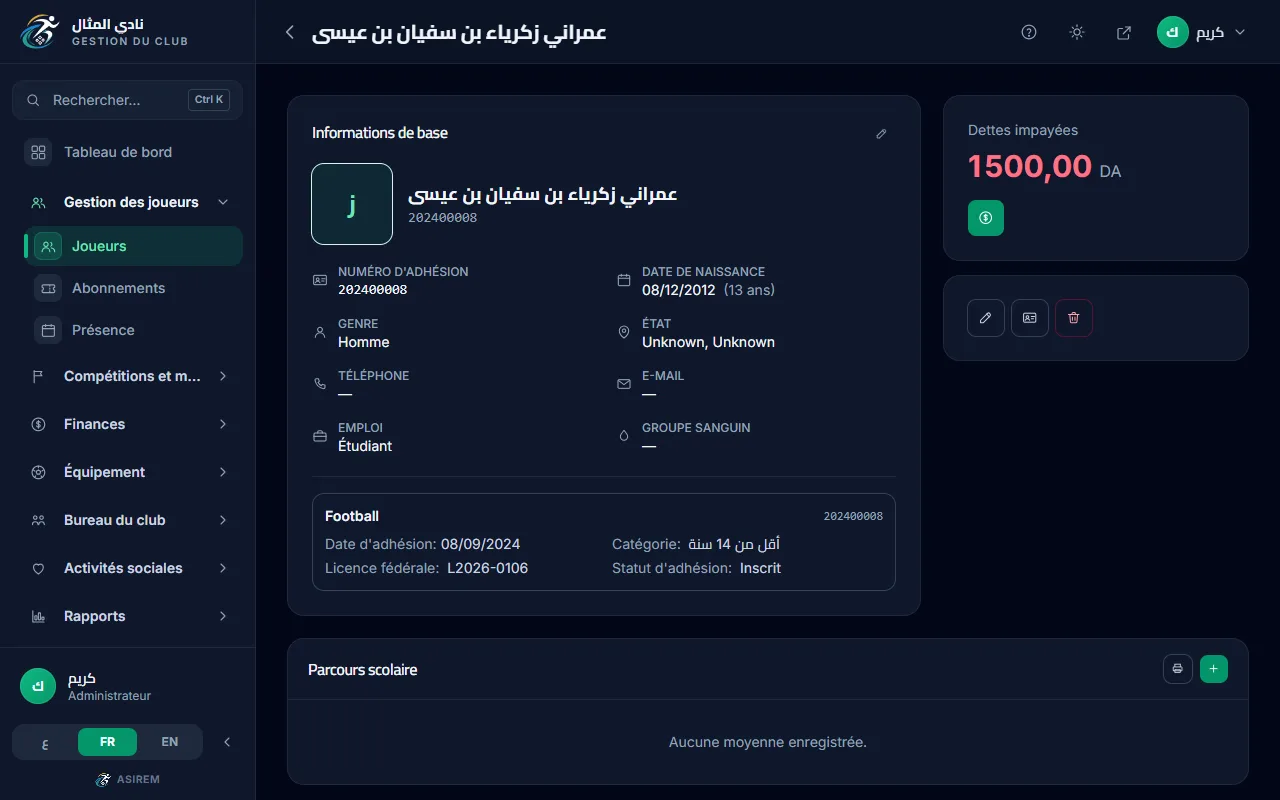 نادي المثال
GESTION DU CLUB
Rechercher...
Ctrl K
Tableau de bord
Gestion des joueurs
Joueurs
Abonnements
Présence
Compétitions et m...
Finances
Équipement
Bureau du club
Activités sociales
Rapports
ك
كريم
Administrateur
ع
FR
EN
ASIREM
عمراني زكرياء بن سفيان بن عيسى
ك
كريم
Informations de base
ز
عمراني زكرياء بن سفيان بن عيسى
202400008
NUMÉRO D'ADHÉSION
202400008
DATE DE NAISSANCE
08/12/2012 (13 ans)
GENRE
Homme
ÉTAT
Unknown, Unknown
TÉLÉPHONE
—
E-MAIL
—
EMPLOI
Étudiant
GROUPE SANGUIN
—
Football
202400008
Date d'adhésion: 08/09/2024
Catégorie: أقل من 14 سنة
Licence fédérale: L2026-0106
Statut d'adhésion: Inscrit
Dettes impayées
1500,00 DA
Parcours scolaire
Aucune moyenne enregistrée.